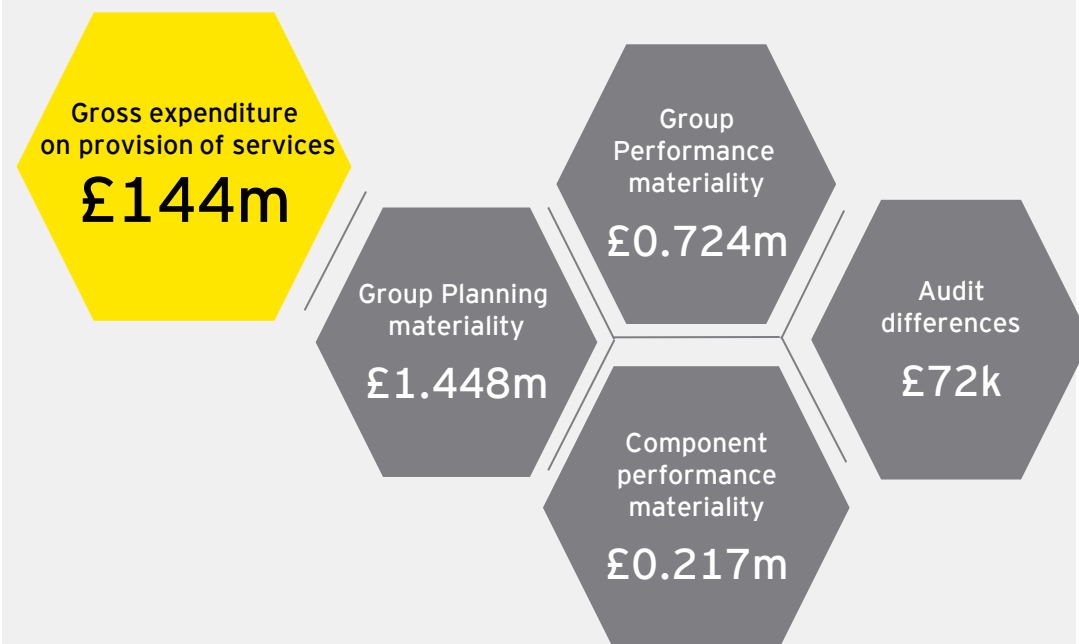 Gross expenditure
on provision of services
£144m
Group Planning
materiality
£1.448m
Group
Performance
materiality
£0.724m
Component
performance
materiality
£0.217m
Audit
differences
£72k